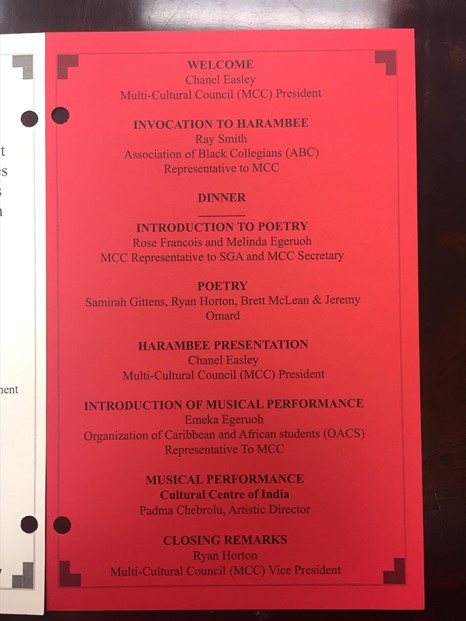 WELCOME
Chanel Easley
Multi-Cultural Council (MCC) President
INVOCATION TO HARAMBEE
Ray Smith
Association of Black Collegians (ABC)
Representative to MCC
DINNER
INTRODUCTION TO POETRY
Rose Francois and Melinda Egeruoh
MCC Representative to SGA and MCC Secretary
POETRY
Samirah Gittens, Ryan Horton, Brett McLean & Jeremy
Omard
HARAMBEE PRESENTATION
Chanel Easley
Multi-Cultural Council (MCC) President
INTRODUCTION OF MUSICAL PERFORMANCE
Emeka Egeruoh
Organization of Caribbean and African students (OACS)
Representative To MCC
MUSICAL PERFORMANCE
Cultural Centre of India
Padma Chebrolu, Artistic Director
CLOSING REMARKS
Ryan Horton
Multi-Cultural Council (MCC) Vice President